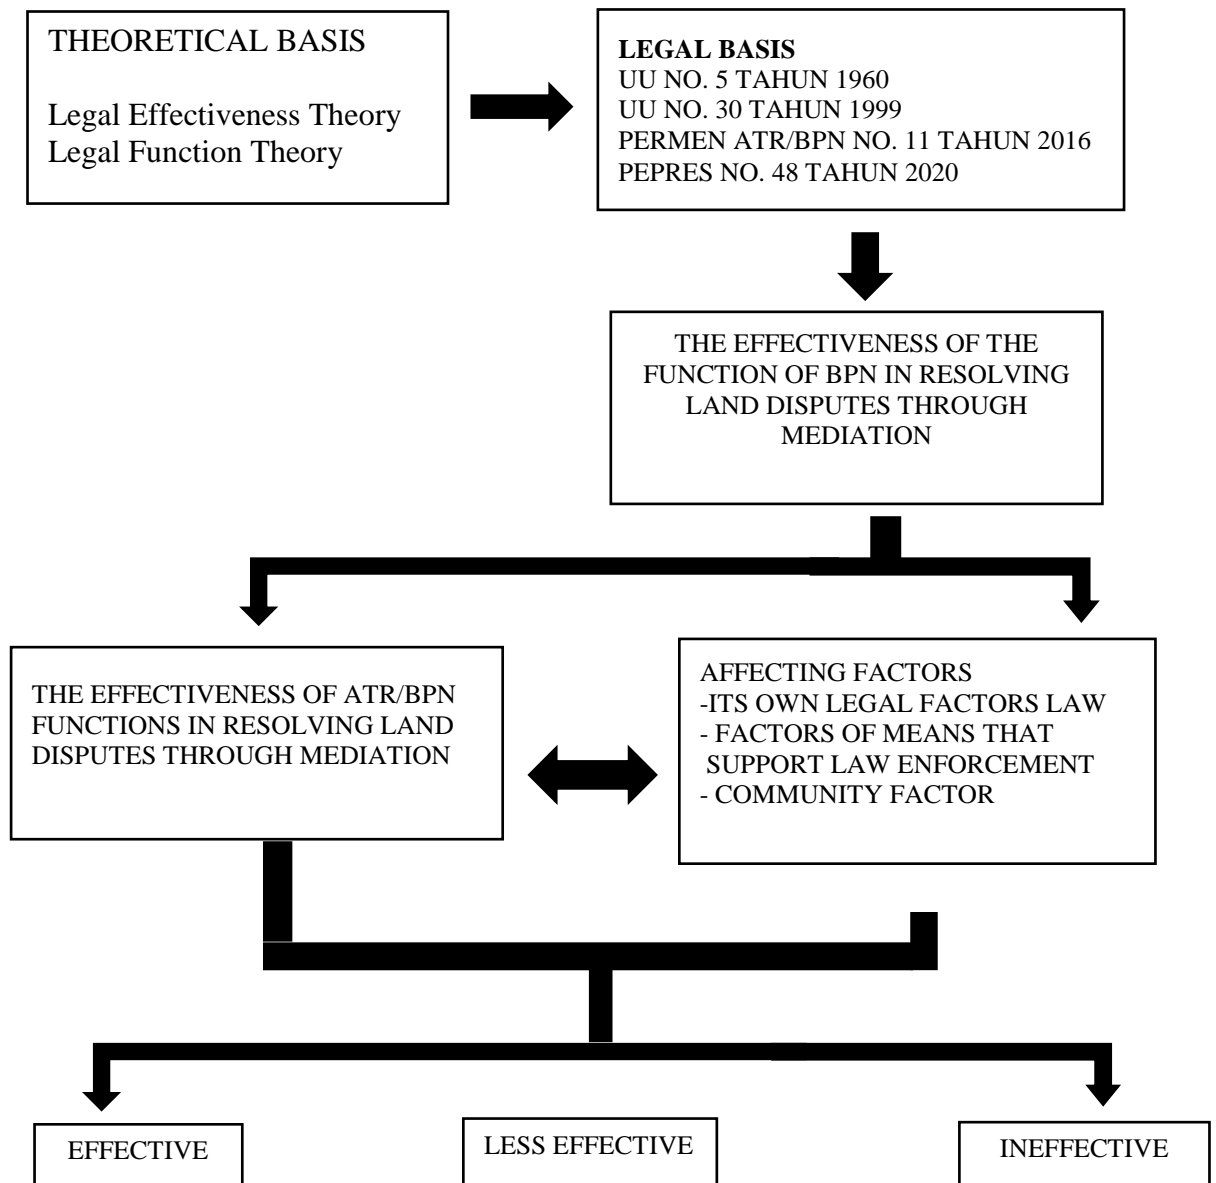 THEORETICAL BASIS
Legal Effectiveness Theory
Legal Function Theory
LEGAL BASIS
UU NO. 5 TAHUN 1960
UU NO. 30 TAHUN 1999
PERMEN ATR/BPN NO. 11 TAHUN 2016
PEPRES NO. 48 TAHUN 2020
THE EFFECTIVENESS OF THE
FUNCTION OF BPN IN RESOLVING
LAND DISPUTES THROUGH
MEDIATION
THE EFFECTIVENESS OF ATR/BPN
FUNCTIONS IN RESOLVING LAND
DISPUTES THROUGH MEDIATION
AFFECTING FACTORS
-ITS OWN LEGAL FACTORS LAW
- FACTORS OF MEANS THAT
SUPPORT LAW ENFORCEMENT
- COMMUNITY FACTOR
EFFECTIVE
LESS EFFECTIVE
INEFFECTIVE